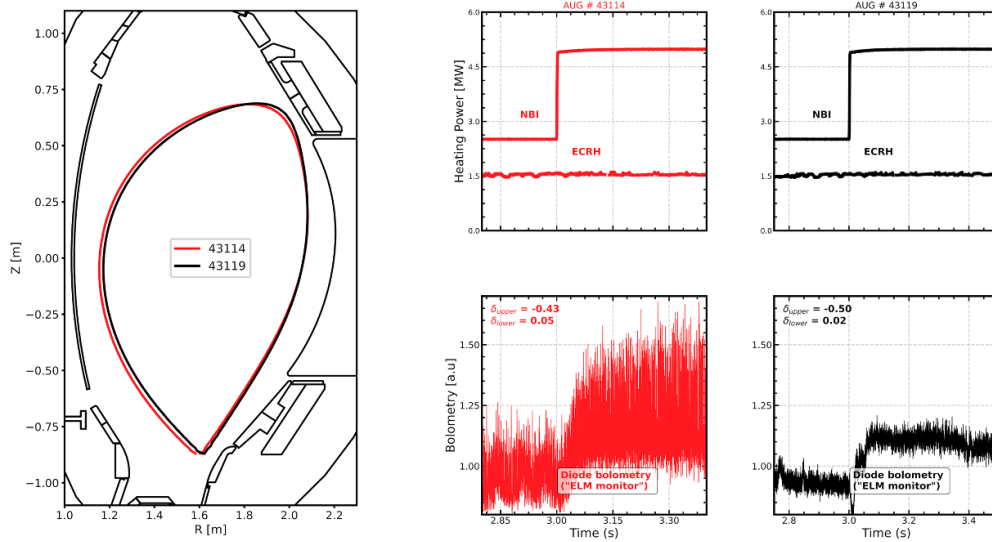 1.00
0.75
0.50
0.25
0.00
−0.25
−0.50
−0.75
−1.00
Z [m]
1.0
1.2
1.4
1.6
1.8
2.0
2.2
R [m]
43114
43119
AUG # 43114
6.0
4.5
3.0
1.5
0.0
Heating Power [MW]
NBI
ECRH
AUG # 43119
6.0
4.5
3.0
1.5
0.0
NBI
ECRH
δupper = -0.43
δlower = 0.05
1.50
1.25
1.00
Bolometry [a.u]
Diode bolometry
("ELM monitor")
2.85
3.00
3.15
3.30
Time (s)
δupper = -0.50
δlower = 0.02
1.50
1.25
1.00
Diode bolometry
("ELM monitor")
2.8
3.0
3.2
3.4
Time (s)